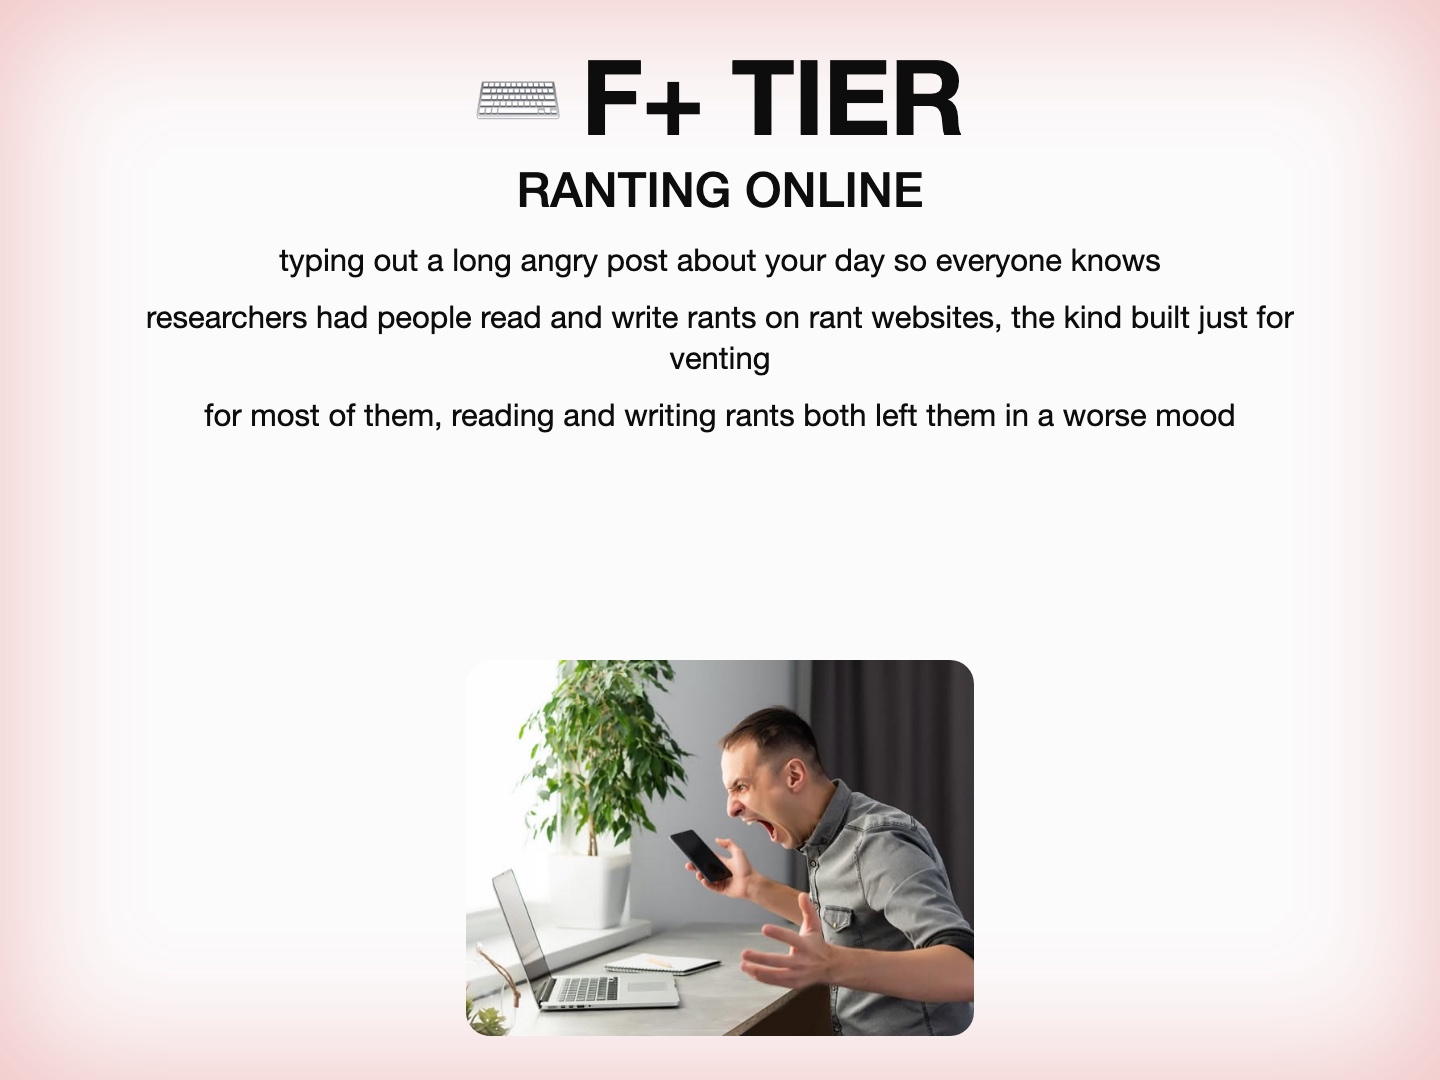 ⌨️ F+ TIER
RANTING ONLINE
typing out a long angry post about your day so everyone knows
researchers had people read and write rants on rant websites, the kind built just for
venting
for most of them, reading and writing rants both left them in a worse mood